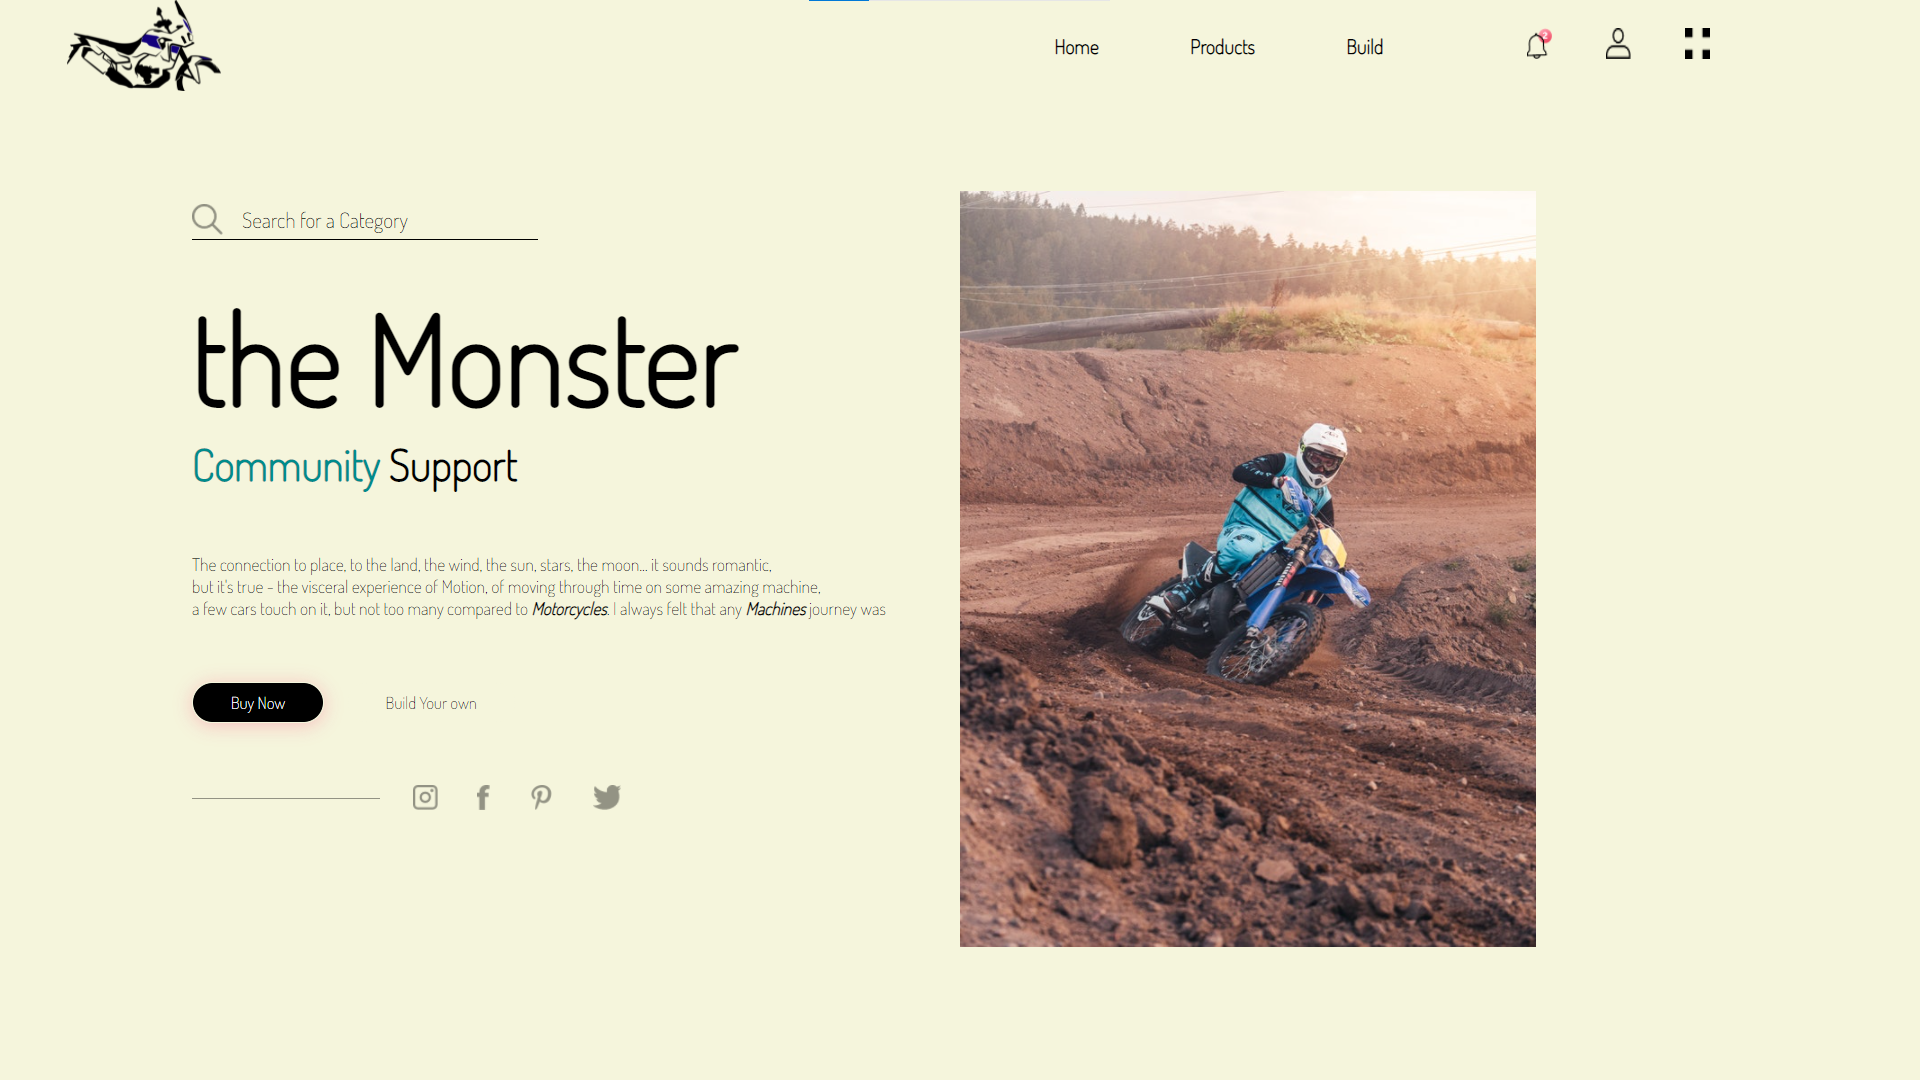 Home
Products
Build
2
Search for a Category
the Monster
Community Support
The connection to place, to the land, the wind, the sun, stars, the moon... it sounds romantic,
but it's true - the visceral experience of Motion, of moving through time on some amazing machine,
a few cars touch on it, but not too many compared to Motorcycles. I always felt that any Machines journey was
Buy Now
Build Your own